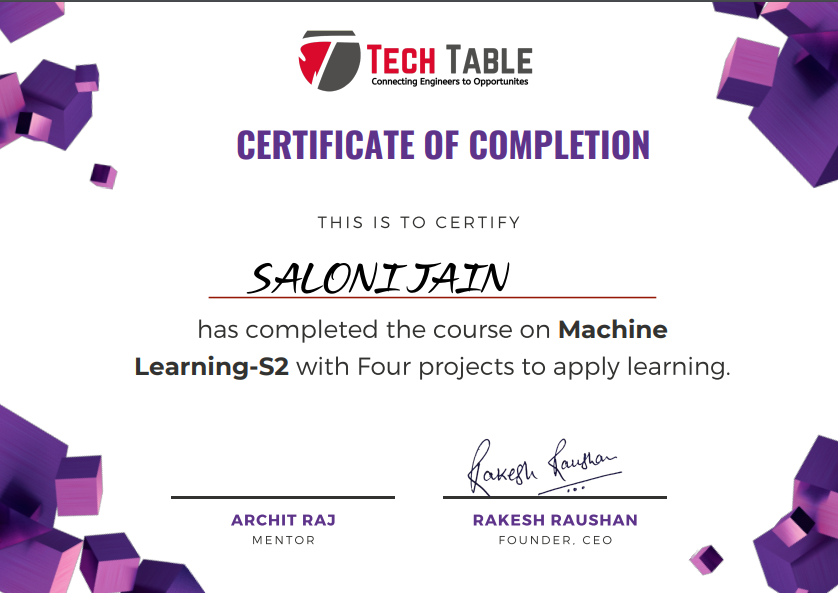 TECH TABLE
Connecting Engineers to Opportunites
CERTIFICATE OF COMPLETION
THIS IS TO CERTIFY
SALONI JAIN
has completed the course on Machine
Learning-S2 with Four projects to apply learning.
Rakesh Raushan
ARCHIT RAJ
MENTOR
RAKESH RAUSHAN
FOUNDER, CEO